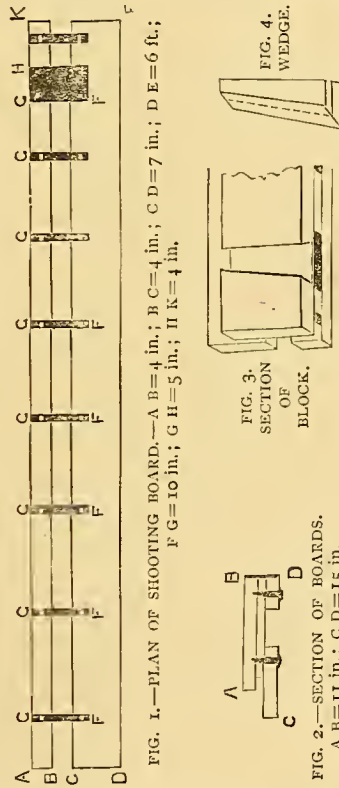 A C C C C C C C G H K
B
C F F F F F F
D
FIG. 1.—PLAN OF SHOOTING BOARD.—A B=4 in.; B C=4 in.; C D=7 in.; D E=6 ft.;
F G=10 in.; G H=5 in.; H K=4 in.
A B
C D
FIG. 2.—SECTION OF BOARDS.
A B=11 in.; C D=15 in
FIG. 3.
SECTION
OF
BLOCK.
FIG. 4.
WEDGE.